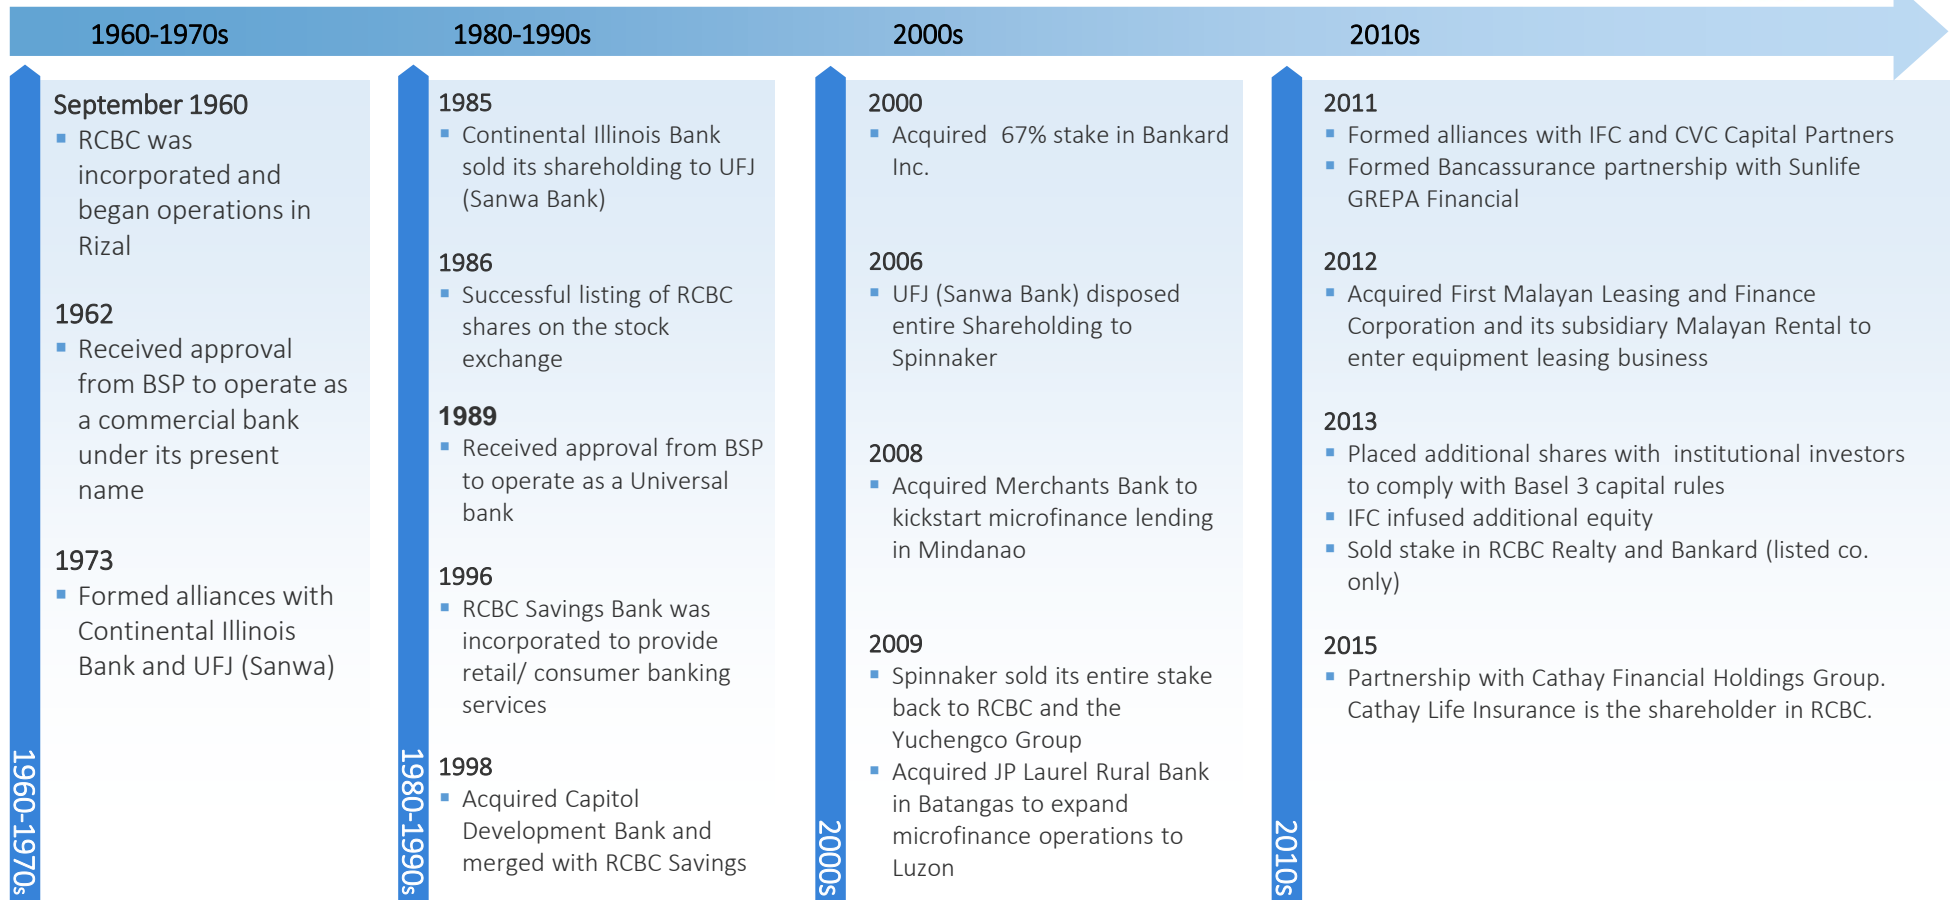 1960-1970s
1980-1990s
2000s
2010s
September 1960
▪ RCBC was
incorporated and
began operations in
Rizal
1962
▪ Received approval
from BSP to operate as
a commercial bank
under its present
name
1973
▪ Formed alliances with
Continental Illinois
Bank and UFJ (Sanwa)
1960-1970s
1985
▪ Continental Illinois Bank
sold its shareholding to UFJ
(Sanwa Bank)
1986
▪ Successful listing of RCBC
shares on the stock
exchange
1989
▪ Received approval from BSP
to operate as a Universal
bank
1996
▪ RCBC Savings Bank was
incorporated to provide
retail/ consumer banking
services
1998
▪ Acquired Capitol
Development Bank and
merged with RCBC Savings
1980-1990s
2000
▪ Acquired 67% stake in Bankard
Inc.
2006
▪ UFJ (Sanwa Bank) disposed
entire Shareholding to
Spinnaker
2008
▪ Acquired Merchants Bank to
kickstart microfinance lending
in Mindanao
2009
▪ Spinnaker sold its entire stake
back to RCBC and the
Yuchengco Group
▪ Acquired JP Laurel Rural Bank
in Batangas to expand
microfinance operations to
Luzon
2000s
2011
▪ Formed alliances with IFC and CVC Capital Partners
▪ Formed Bancassurance partnership with Sunlife
GREPA Financial
2012
▪ Acquired First Malayan Leasing and Finance
Corporation and its subsidiary Malayan Rental to
enter equipment leasing business
2013
▪ Placed additional shares with institutional investors
to comply with Basel 3 capital rules
▪ IFC infused additional equity
▪ Sold stake in RCBC Realty and Bankard (listed co.
only)
2015
▪ Partnership with Cathay Financial Holdings Group.
Cathay Life Insurance is the shareholder in RCBC.
2010s